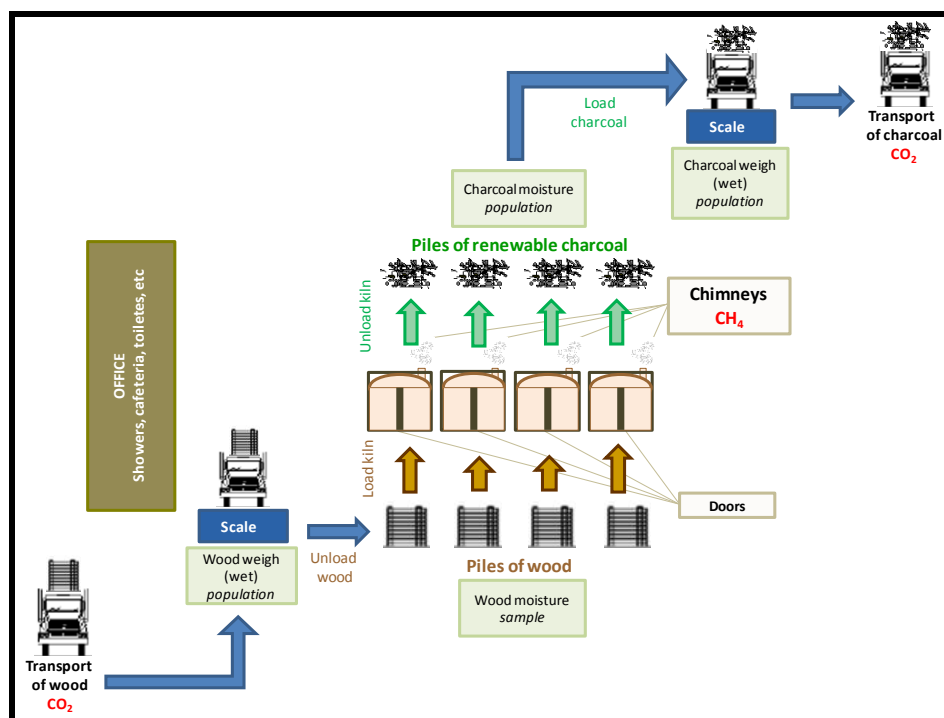 Load
charcoal
Scale
Transport
of charcoal
CO₂
Charcoal weigh
(wet)
population
Charcoal moisture
population
Piles of renewable charcoal
Unload kiln
Chimneys
CH₄
OFFICE
Showers, cafeteria, toiletes, etc
Load kiln
Doors
Scale
Unload
wood
Wood weigh
(wet)
population
Piles of wood
Wood moisture
sample
Transport
of wood
CO₂